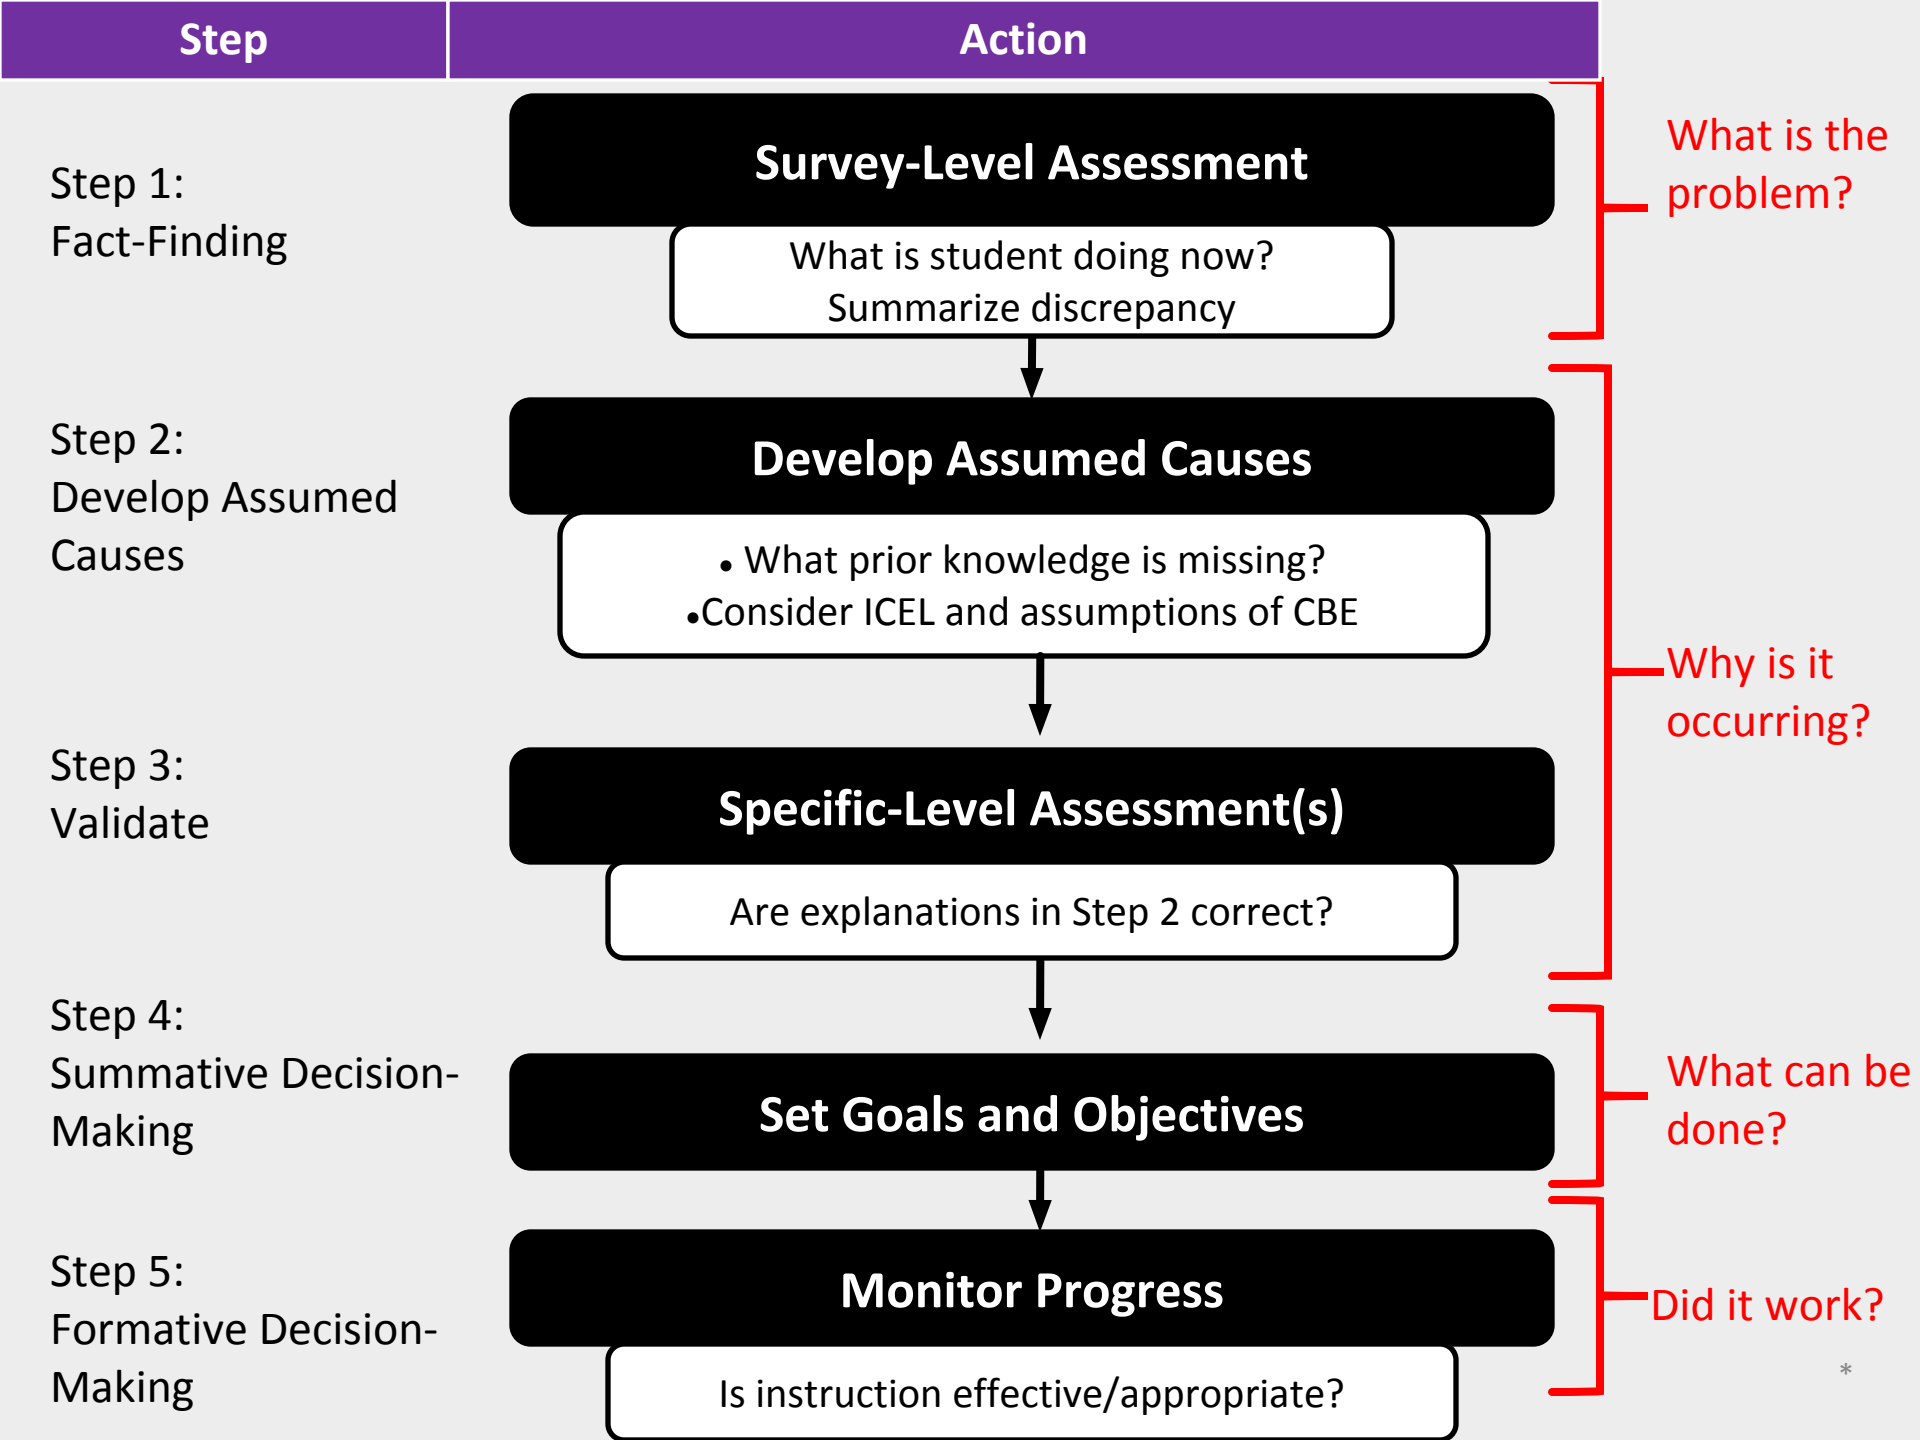 Step
Action
Step 1:
Fact-Finding
Survey-Level Assessment
What is student doing now?
Summarize discrepancy
What is the
problem?
Step 2:
Develop Assumed
Causes
Develop Assumed Causes
• What prior knowledge is missing?
•Consider ICEL and assumptions of CBE
Why is it
occurring?
Step 3:
Validate
Specific-Level Assessment(s)
Are explanations in Step 2 correct?
Step 4:
Summative Decision-
Making
Set Goals and Objectives
What can be
done?
Step 5:
Formative Decision-
Making
Monitor Progress
Is instruction effective/appropriate?
Did it work?
*